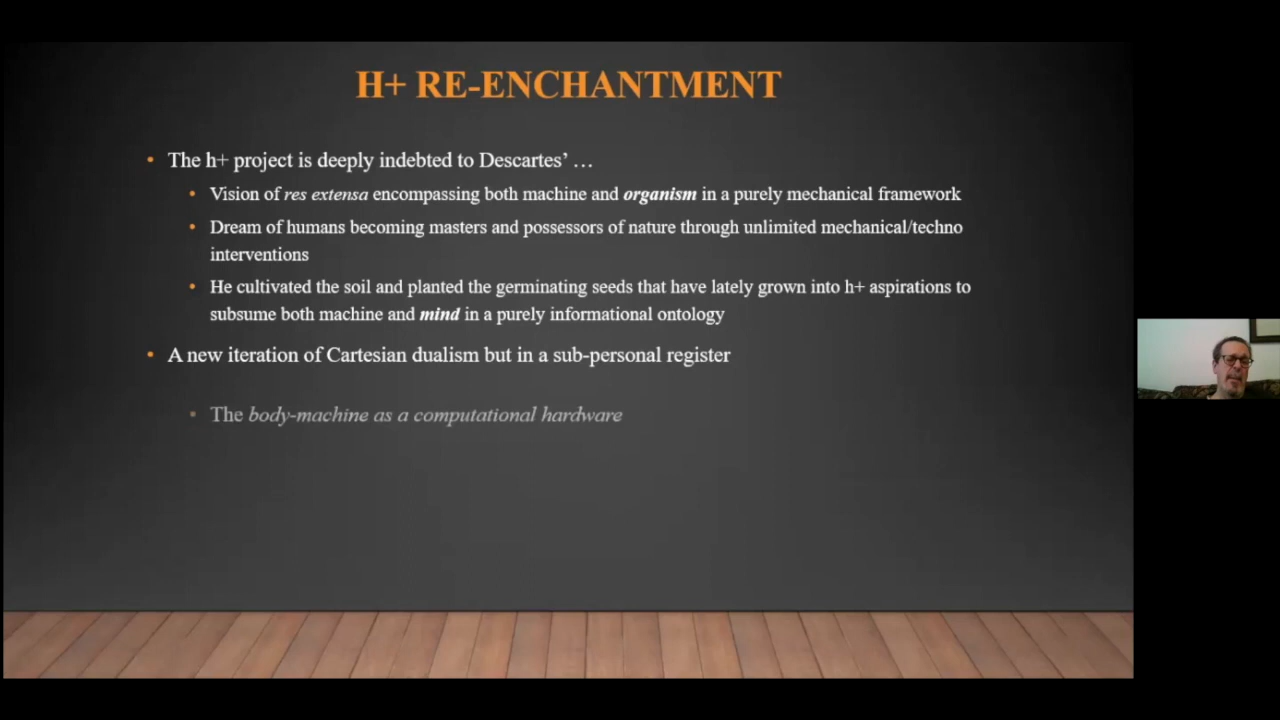 H+ RE-ENCHANTMENT
• The h+ project is deeply indebted to Descartes’ …
• Vision of res extensa encompassing both machine and organism in a purely mechanical framework
• Dream of humans becoming masters and possessors of nature through unlimited mechanical/techno
interventions
• He cultivated the soil and planted the germinating seeds that have lately grown into h+ aspirations to
subsume both machine and mind in a purely informational ontology
• A new iteration of Cartesian dualism but in a sub-personal register
• The body-machine as a computational hardware